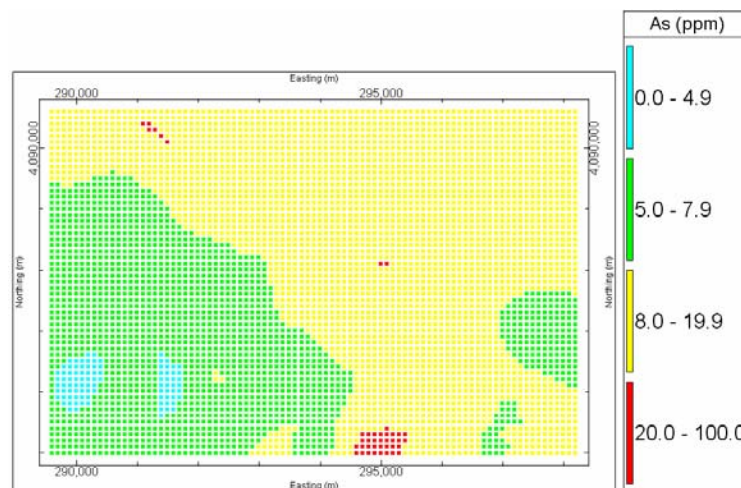 As (ppm)
0.0 - 4.9
5.0 - 7.9
8.0 - 19.9
20.0 - 100.0
Easting (m)
290,000
295,000
4,090,000
4,090,000
Northing (m)
Northing (m)
290,000
295,000
Easting (m)